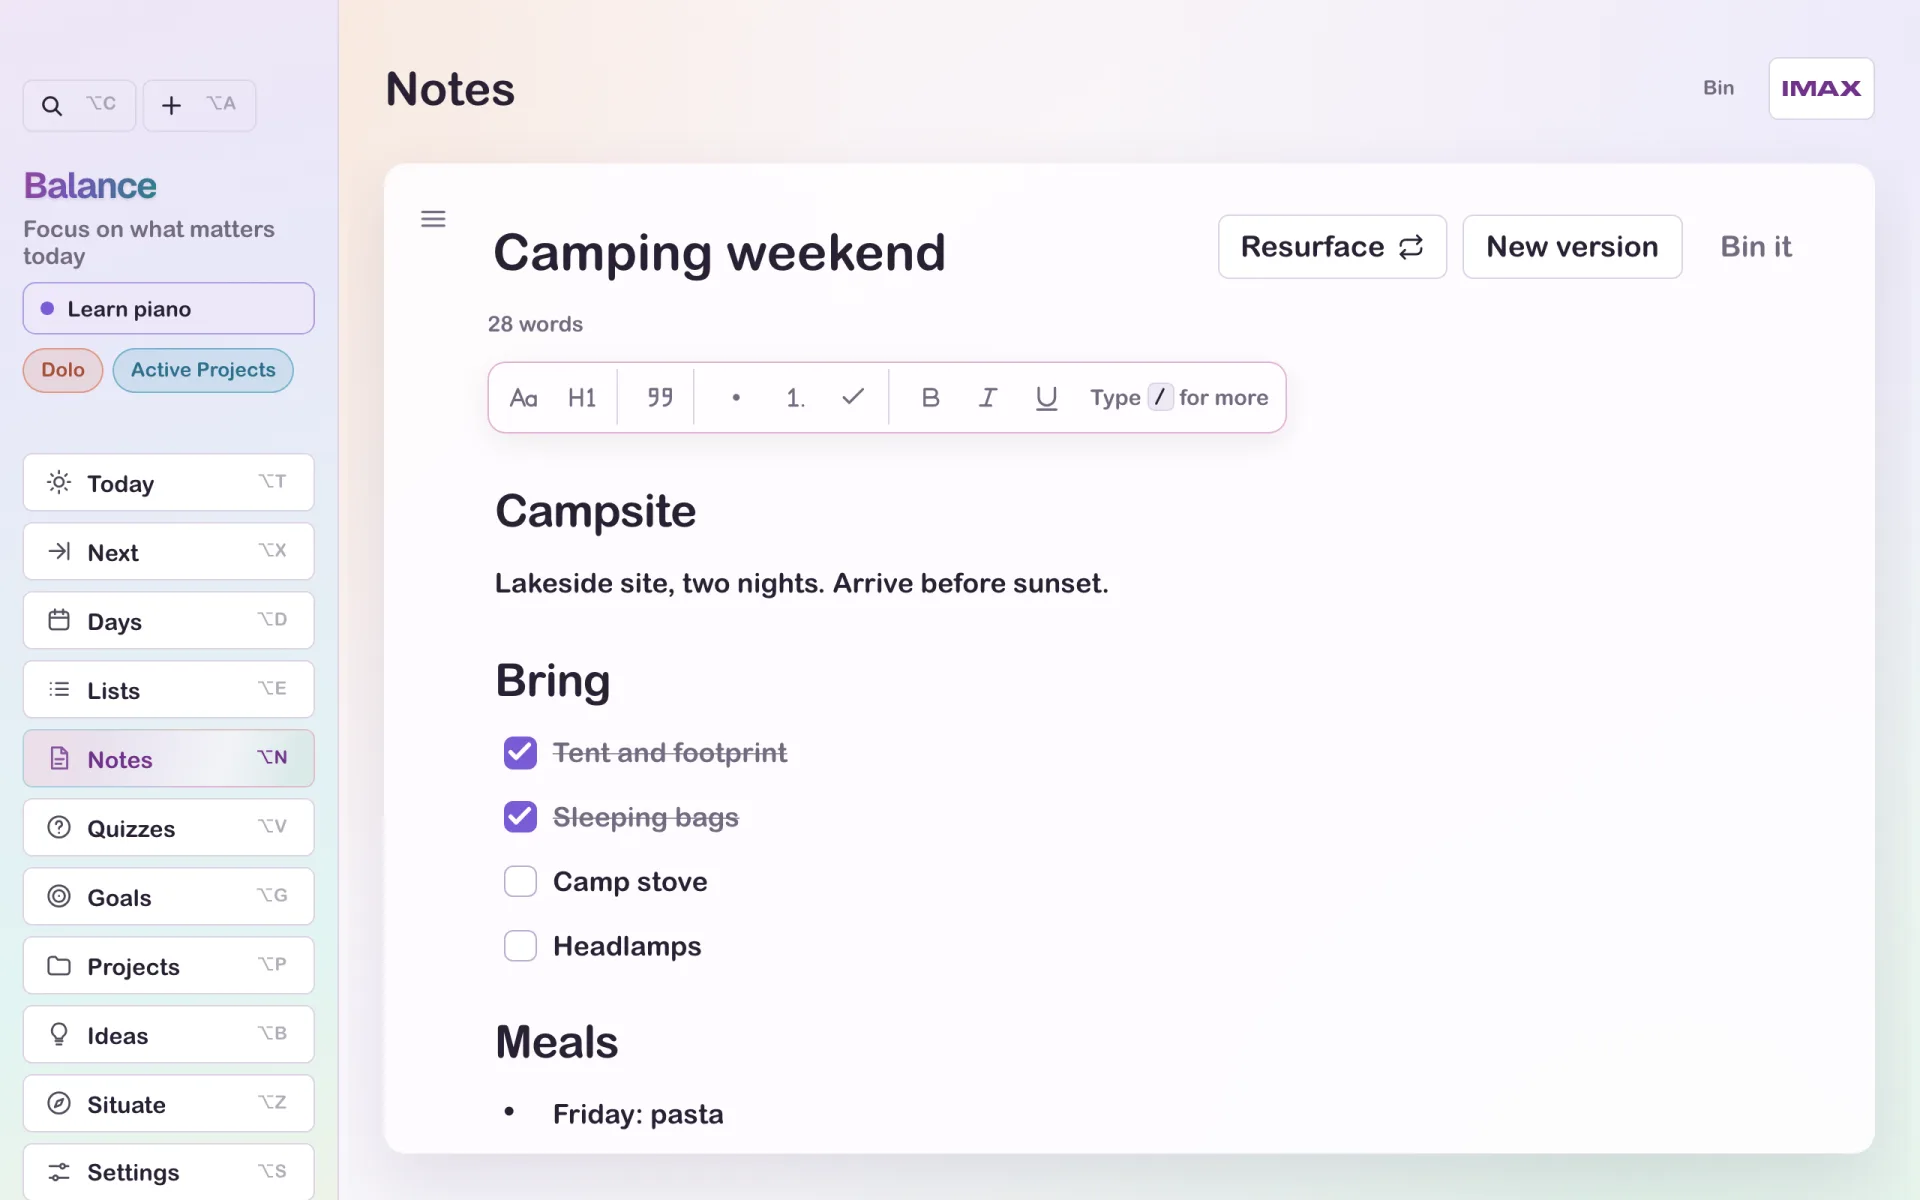 ⌥C
⌥A
Balance
Focus on what matters
today
Learn piano
Dolo
Active Projects
Today ⌥T
Next ⌥X
Days ⌥D
Lists ⌥E
Notes ⌥N
Quizzes ⌥V
Goals ⌥G
Projects ⌥P
Ideas ⌥B
Situate ⌥Z
Settings ⌥S
Notes
Bin
IMAX
Camping weekend
Resurface
New version
Bin it
28 words
Aa H1 1. B I U Type / for more
Campsite
Lakeside site, two nights. Arrive before sunset.
Bring
Tent and footprint
Sleeping bags
Camp stove
Headlamps
Meals
• Friday: pasta